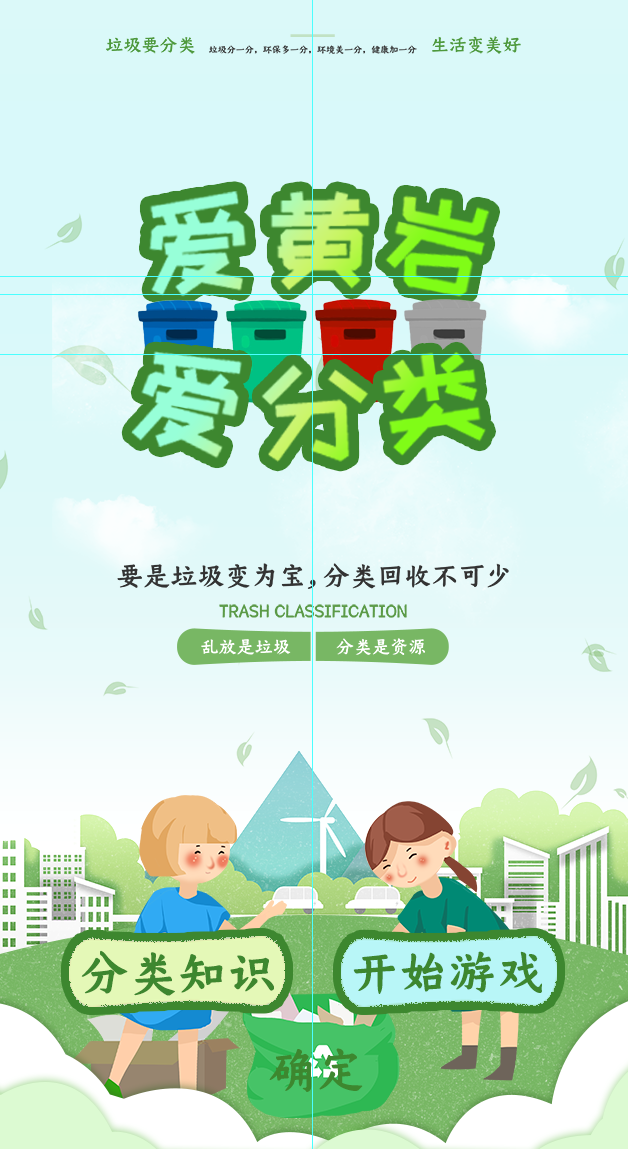 垃圾要分类 垃圾分一分，环保多一分，环境美一分，健康加一分 生活变美好
爱黄岩
爱分类
要是垃圾变为宝，分类回收不可少
TRASH CLASSIFICATION
乱放是垃圾 分类是资源
分类知识 开始游戏
确定